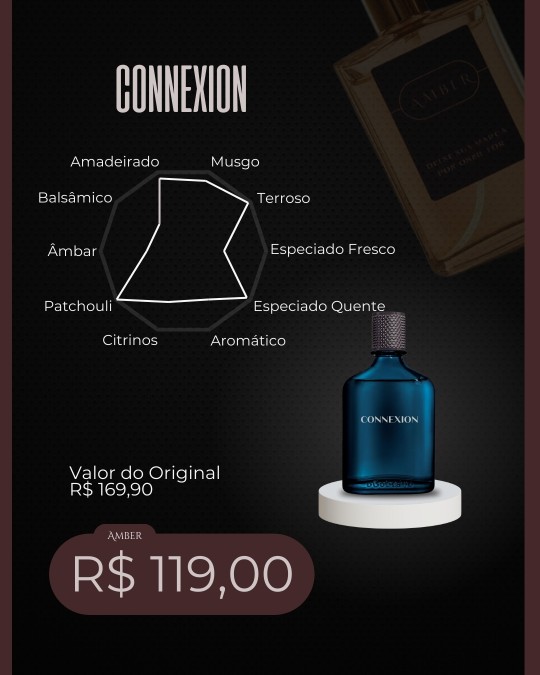 CONNEXION
Amadeirado
Musgo
Balsâmico
Terroso
Âmbar
Especiado Fresco
Patchouli
Especiado Quente
Citrinos
Aromático
AMBER
CONNEXION
Valor do Original
R$ 169,90
AMBER
R$ 119,00